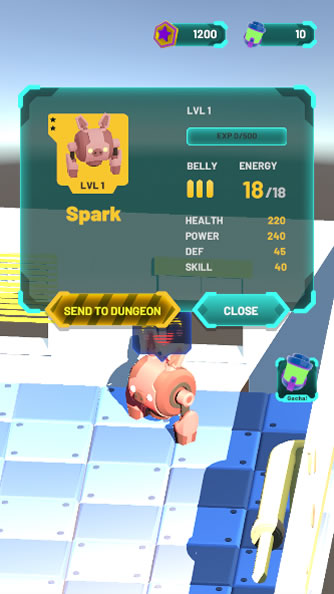 1200
10
LVL 1
EXP 0/500
BELLY
ENERGY
18/18
LVL 1
Spark
HEALTH 220
POWER 240
DEF 45
SKILL 40
SEND TO DUNGEON
CLOSE
Gacha!